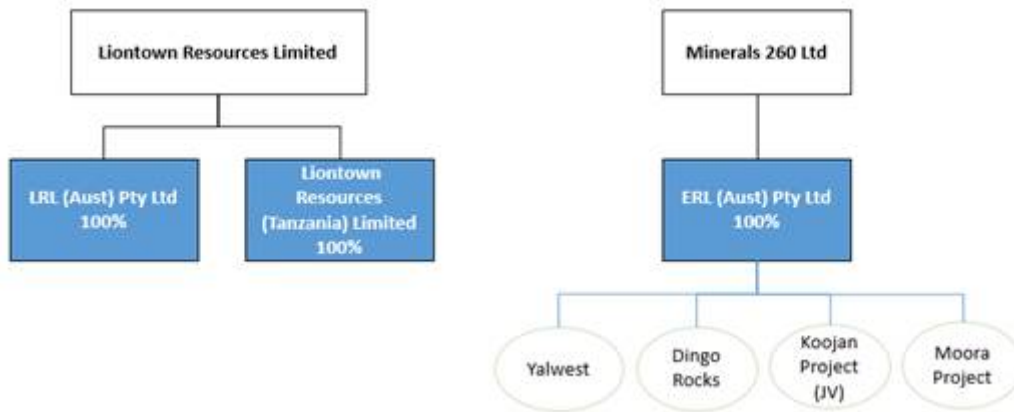 Liontown Resources Limited
Minerals 260 Ltd
LRL (Aust) Pty Ltd
100%
Liontown
Resources
(Tanzania) Limited
100%
ERL (Aust) Pty Ltd
100%
Yalwest
Dingo
Rocks
Koojan
Project
(JV)
Moora
Project